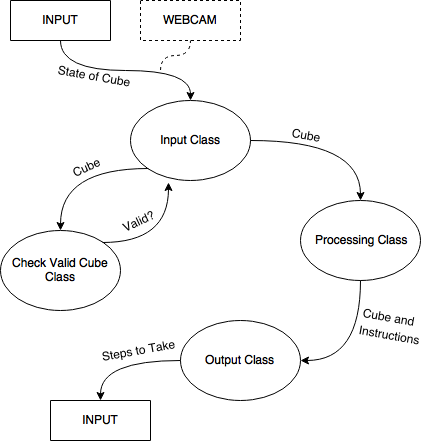 INPUT
WEBCAM
State of Cube
Input Class
Cube
Cube
Valid?
Check Valid Cube
Class
Processing Class
Cube and
Instructions
Output Class
Steps to Take
INPUT